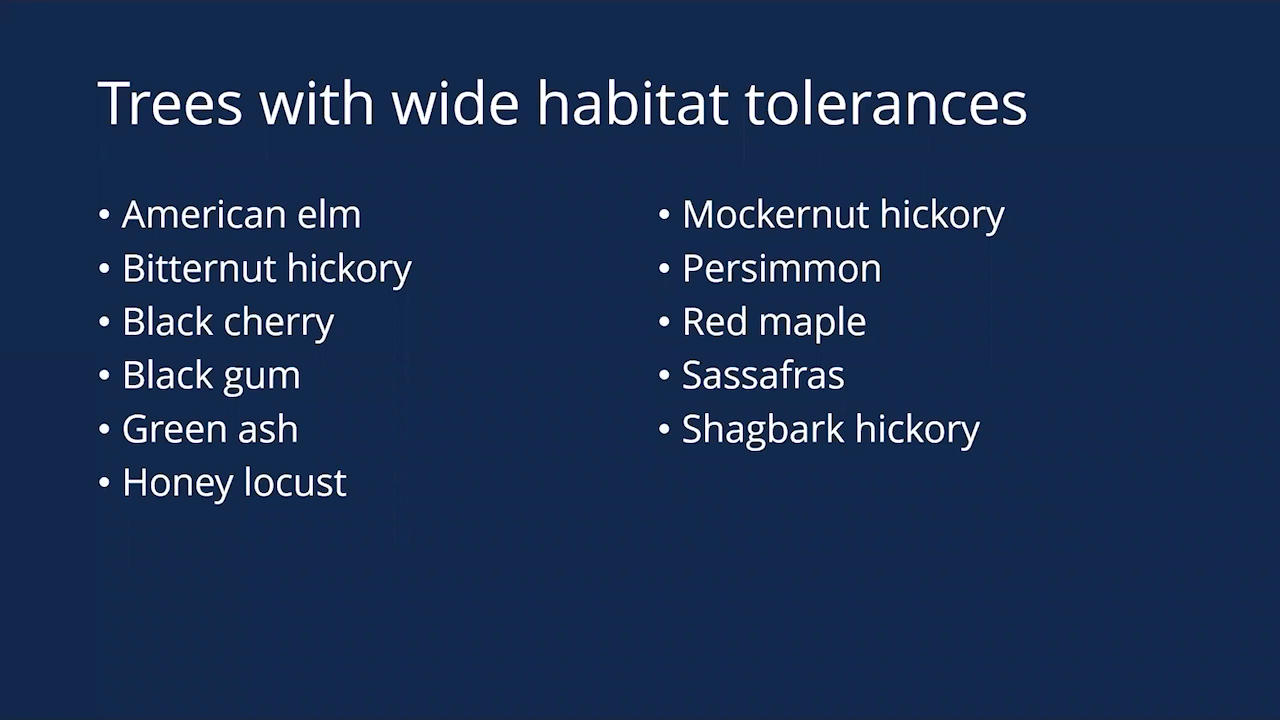 Trees with wide habitat tolerances
• American elm
• Bitternut hickory
• Black cherry
• Black gum
• Green ash
• Honey locust
• Mockernut hickory
• Persimmon
• Red maple
• Sassafras
• Shagbark hickory